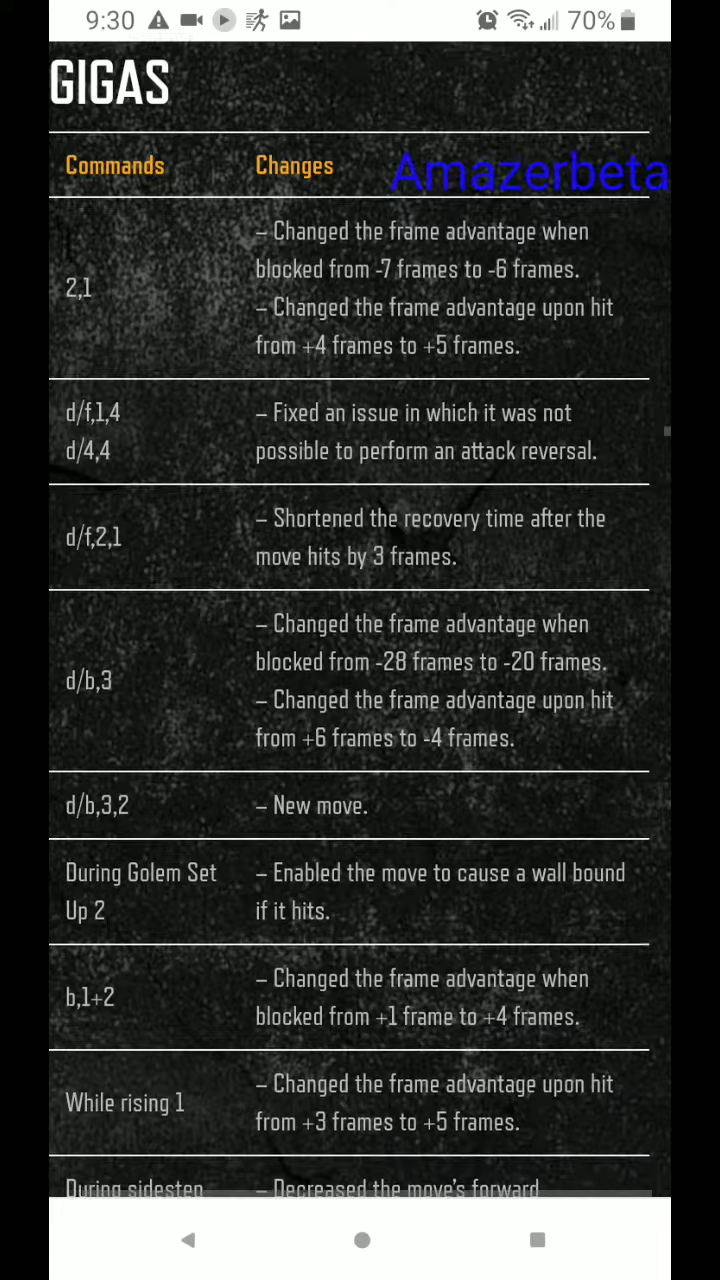 9:30
70%
GIGAS
Commands Changes Amazerbeta
2,1
– Changed the frame advantage when
blocked from -7 frames to -6 frames.
– Changed the frame advantage upon hit
from +4 frames to +5 frames.
d/f,1,4
d/4,4
– Fixed an issue in which it was not
possible to perform an attack reversal.
d/f,2,1
– Shortened the recovery time after the
move hits by 3 frames.
d/b,3
– Changed the frame advantage when
blocked from -28 frames to -20 frames.
– Changed the frame advantage upon hit
from +6 frames to -4 frames.
d/b,3,2
– New move.
During Golem Set
Up 2
– Enabled the move to cause a wall bound
if it hits.
b,1+2
– Changed the frame advantage when
blocked from +1 frame to +4 frames.
While rising 1
– Changed the frame advantage upon hit
from +3 frames to +5 frames.
During sidestep
– Decreased the move's forward